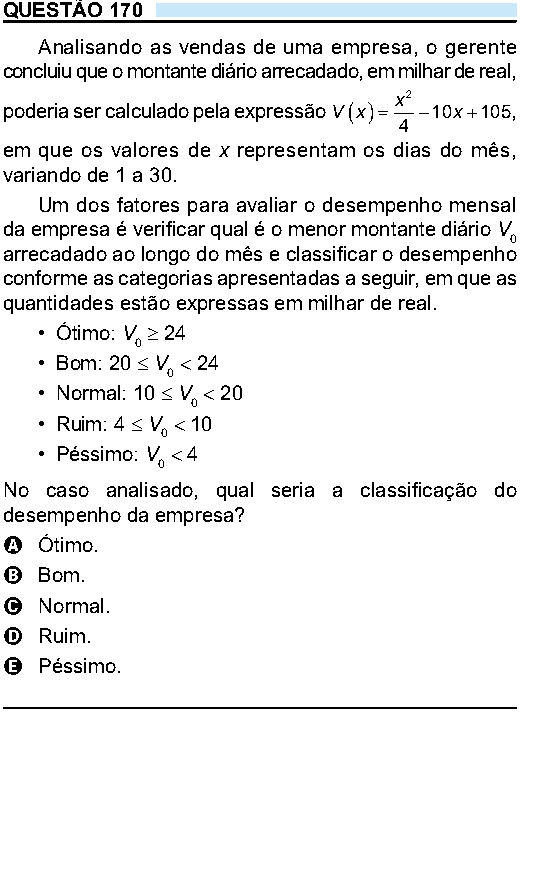 QUESTÃO 170
Analisando as vendas de uma empresa, o gerente
concluiu que o montante diário arrecadado, em milhar de real,
poderia ser calculado pela expressão V(x) = x²/4 − 10x + 105,
em que os valores de x representam os dias do mês,
variando de 1 a 30.
Um dos fatores para avaliar o desempenho mensal
da empresa é verificar qual é o menor montante diário V₀
arrecadado ao longo do mês e classificar o desempenho
conforme as categorias apresentadas a seguir, em que as
quantidades estão expressas em milhar de real.
• Ótimo: V₀ ≥ 24
• Bom: 20 ≤ V₀ < 24
• Normal: 10 ≤ V₀ < 20
• Ruim: 4 ≤ V₀ < 10
• Péssimo: V₀ < 4
No caso analisado, qual seria a classificação do
desempenho da empresa?
A Ótimo.
B Bom.
C Normal.
D Ruim.
E Péssimo.